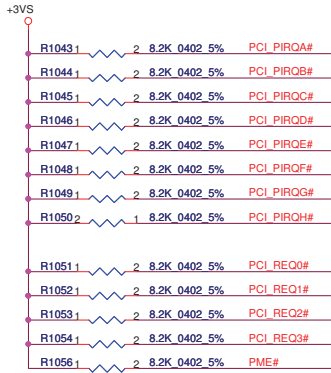 +3VS
R1043 1 2 8.2K_0402_5% PCI_PIRQA#
R1044 1 2 8.2K_0402_5% PCI_PIRQB#
R1045 1 2 8.2K_0402_5% PCI_PIRQC#
R1046 1 2 8.2K_0402_5% PCI_PIRQD#
R1047 1 2 8.2K_0402_5% PCI_PIRQE#
R1048 1 2 8.2K_0402_5% PCI_PIRQF#
R1049 1 2 8.2K_0402_5% PCI_PIRQG#
R1050 2 1 8.2K_0402_5% PCI_PIRQH#
R1051 1 2 8.2K_0402_5% PCI_REQ0#
R1052 1 2 8.2K_0402_5% PCI_REQ1#
R1053 1 2 8.2K_0402_5% PCI_REQ2#
R1054 1 2 8.2K_0402_5% PCI_REQ3#
R1056 1 2 8.2K_0402_5% PME#